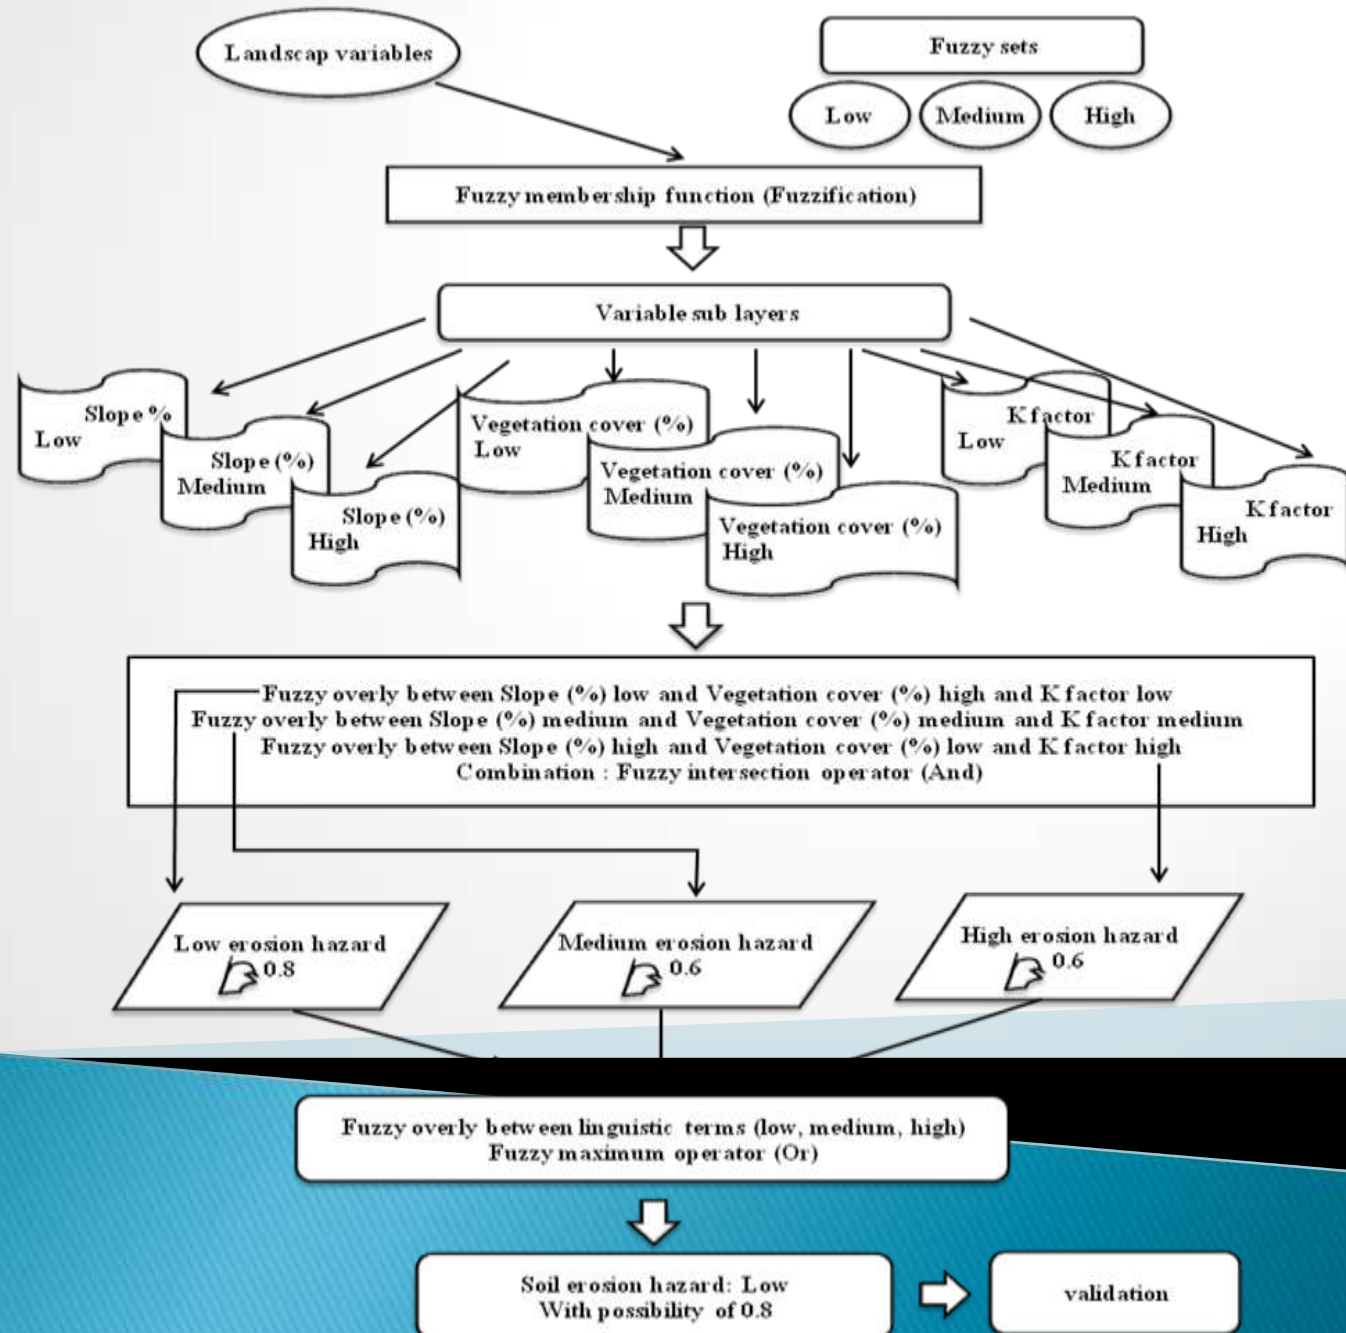 Landscap variables
Fuzzy sets
Low
Medium
High
Fuzzy membership function (Fuzzification)
Variable sub layers
Slope %
Low
Slope (%)
Medium
Slope (%)
High
Vegetation cover (%)
Low
Vegetation cover (%)
Medium
Vegetation cover (%)
High
K factor
Low
K factor
Medium
K factor
High
Fuzzy overly between Slope (%) low and Vegetation cover (%) high and K factor low
Fuzzy overly between Slope (%) medium and Vegetation cover (%) medium and K factor medium
Fuzzy overly between Slope (%) high and Vegetation cover (%) low and K factor high
Combination : Fuzzy intersection operator (And)
Low erosion hazard
0.8
Medium erosion hazard
0.6
High erosion hazard
0.6
Fuzzy overly between linguistic terms (low, medium, high)
Fuzzy maximum operator (Or)
Soil erosion hazard: Low
With possibility of 0.8
validation